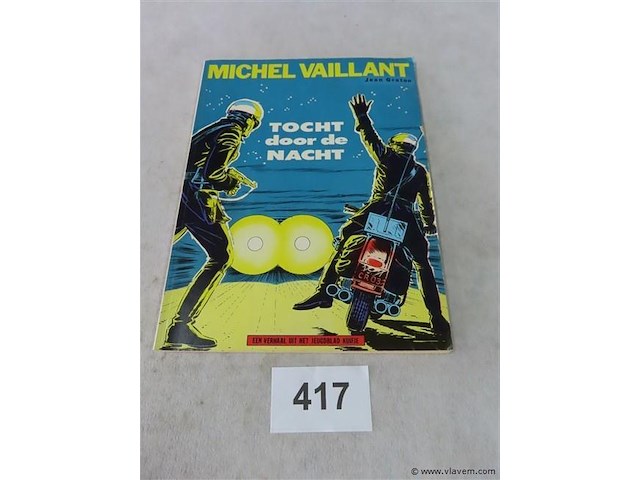 MICHEL VAILLANT
Jean Graton
TOCHT
door de
NACHT
EEN VERHAAL UIT HET JEUGDBLAD KUIFJE
417
© www.vlavem.com